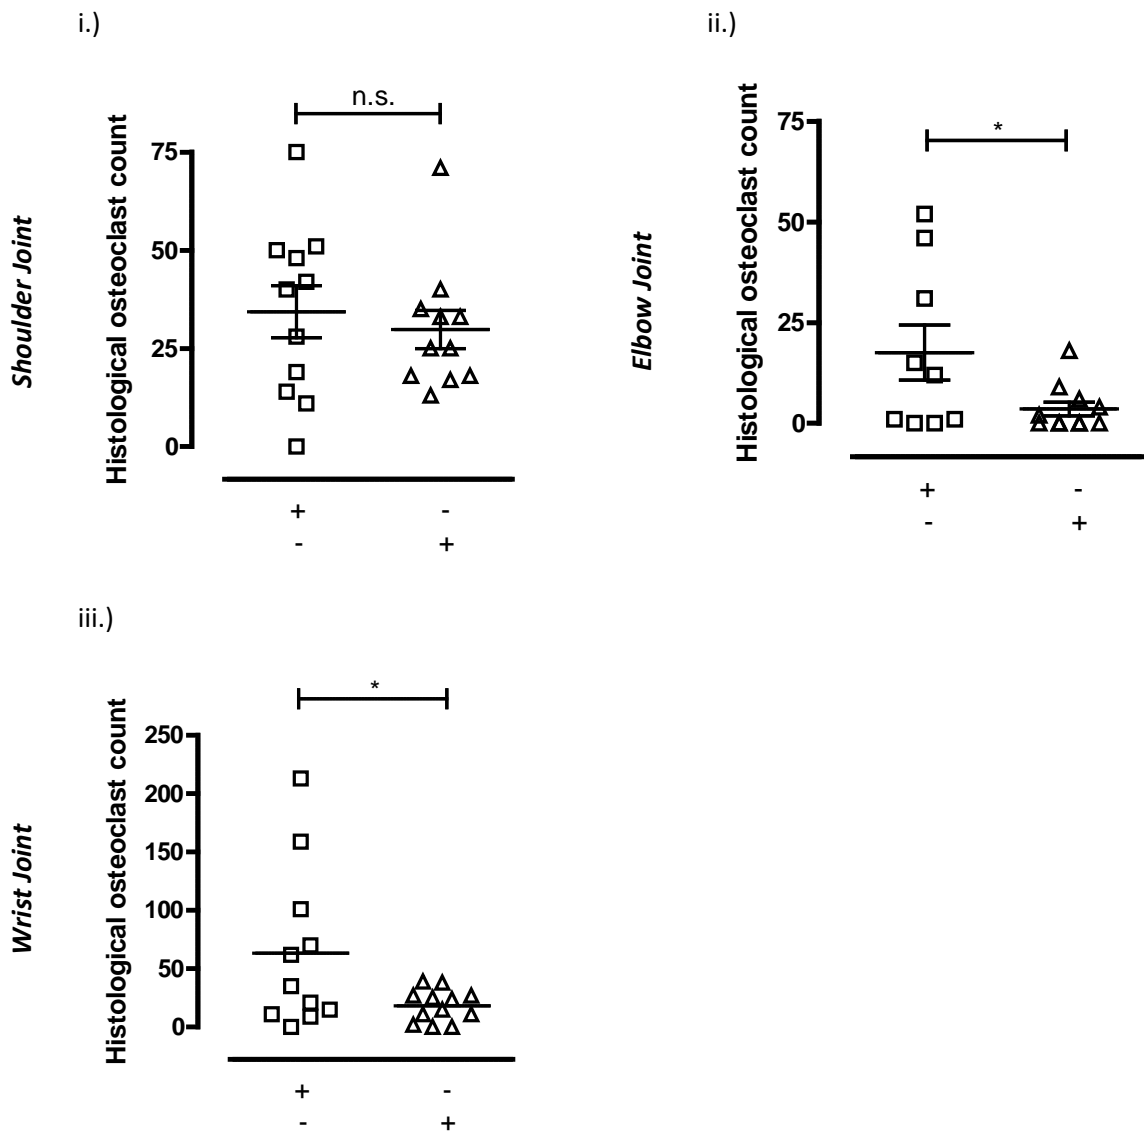 i.)
Shoulder Joint
Histological osteoclast count
n.s.
75
50
25
0
+ -
- +
ii.)
Elbow Joint
Histological osteoclast count
*
75
50
25
0
+ -
- +
iii.)
Wrist Joint
Histological osteoclast count
*
250
200
150
100
50
0
+ -
- +